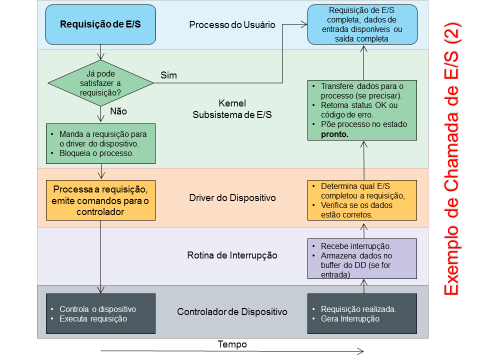 Exemplo de Chamada de E/S (2)
Requisição de E/S
Processo do Usuário
Requisição de E/S
completa, dados de
entrada disponíveis ou
saída completa
Já pode
satisfazer a
requisição?
Sim
Não
Kernel
Subsistema de E/S
• Transfere dados para o
processo (se precisar).
• Retorna status OK ou
código de erro.
• Põe processo no estado
pronto.
• Manda a requisição para
o driver do dispositivo.
• Bloqueia o processo.
Processa a requisição,
emite comandos para o
controlador
Driver do Dispositivo
• Determina qual E/S
completou a requisição,
• Verifica se os dados
estão corretos.
Rotina de Interrupção
• Recebe interrupção.
• Armazena dados no
buffer do DD (se for
entrada)
• Controla o dispositivo
• Executa requisição
Controlador de Dispositivo
• Requisição realizada.
• Gera Interrupção
Tempo